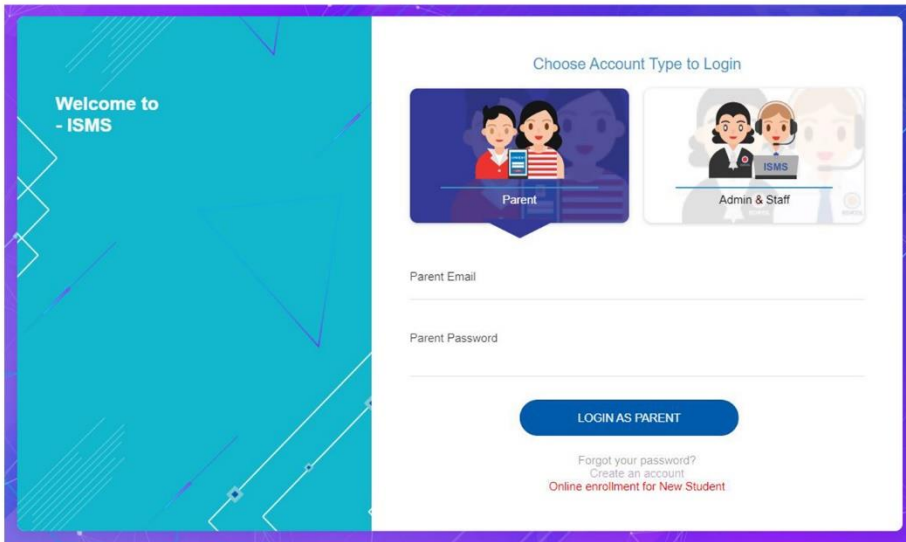 Welcome to
- ISMS
Choose Account Type to Login
ISMS
Parent
Admin & Staff
Parent Email
Parent Password
LOGIN AS PARENT
Forgot your password?
Create an account
Online enrollment for New Student